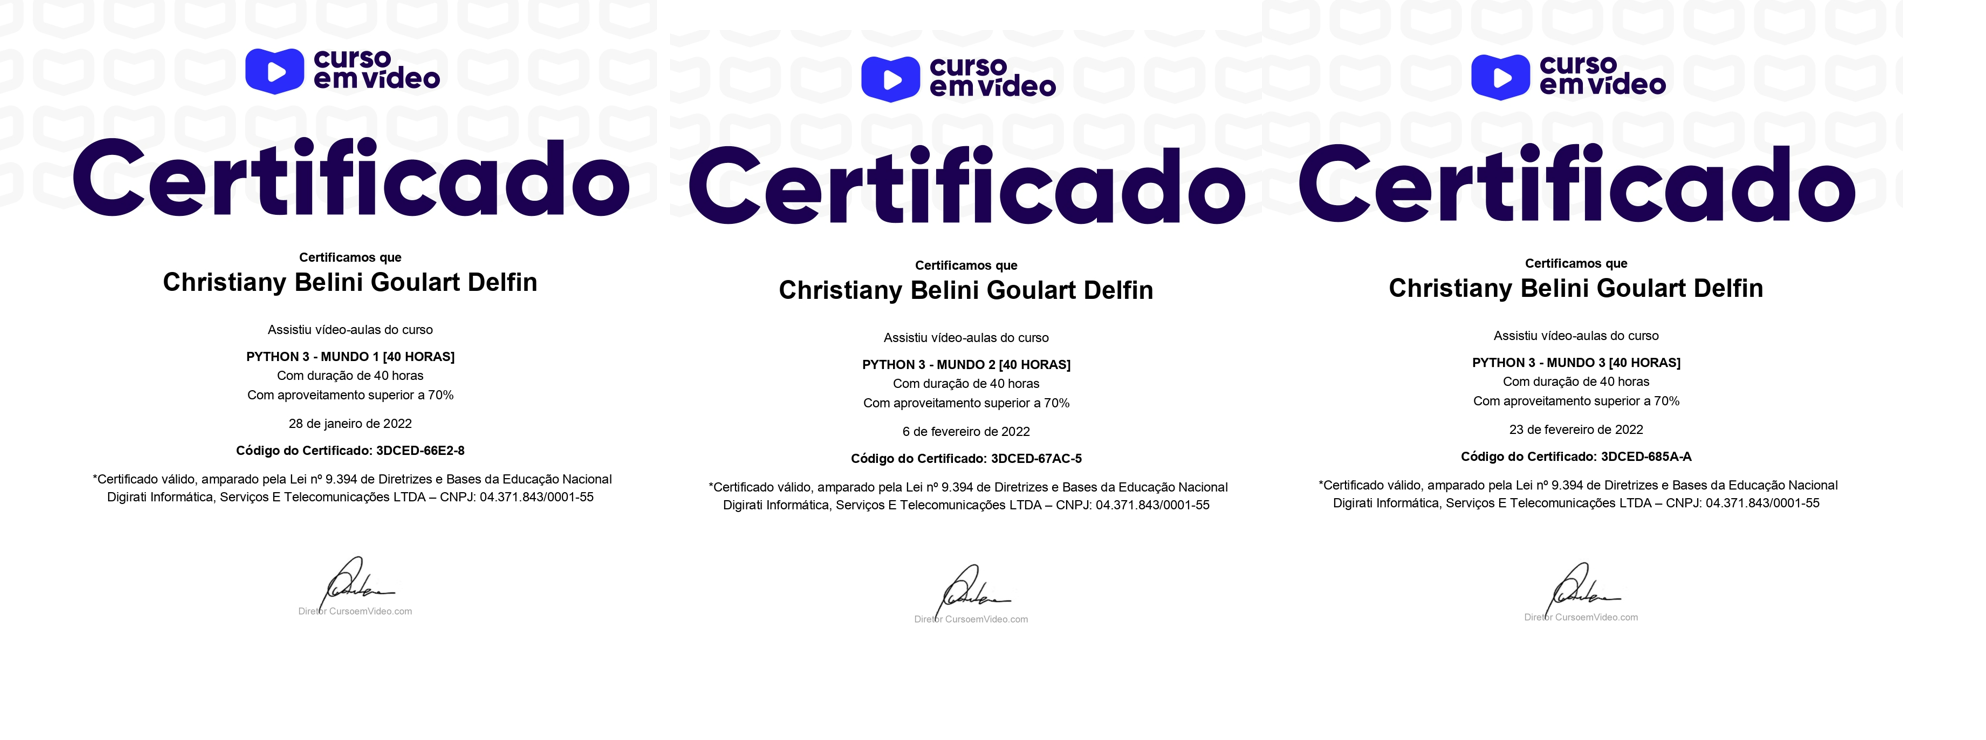 curso
em vídeo
Certificado
Certificamos que
Christiany Belini Goulart Delfin
Assistiu vídeo-aulas do curso
PYTHON 3 - MUNDO 1 [40 HORAS]
Com duração de 40 horas
Com aproveitamento superior a 70%
28 de janeiro de 2022
Código do Certificado: 3DCED-66E2-8
*Certificado válido, amparado pela Lei nº 9.394 de Diretrizes e Bases da Educação Nacional
Digirati Informática, Serviços E Telecomunicações LTDA – CNPJ: 04.371.843/0001-55
Diretor CursoemVideo.com
curso
em vídeo
Certificado
Certificamos que
Christiany Belini Goulart Delfin
Assistiu vídeo-aulas do curso
PYTHON 3 - MUNDO 2 [40 HORAS]
Com duração de 40 horas
Com aproveitamento superior a 70%
6 de fevereiro de 2022
Código do Certificado: 3DCED-67AC-5
*Certificado válido, amparado pela Lei nº 9.394 de Diretrizes e Bases da Educação Nacional
Digirati Informática, Serviços E Telecomunicações LTDA – CNPJ: 04.371.843/0001-55
Diretor CursoemVideo.com
curso
em vídeo
Certificado
Certificamos que
Christiany Belini Goulart Delfin
Assistiu vídeo-aulas do curso
PYTHON 3 - MUNDO 3 [40 HORAS]
Com duração de 40 horas
Com aproveitamento superior a 70%
23 de fevereiro de 2022
Código do Certificado: 3DCED-685A-A
*Certificado válido, amparado pela Lei nº 9.394 de Diretrizes e Bases da Educação Nacional
Digirati Informática, Serviços E Telecomunicações LTDA – CNPJ: 04.371.843/0001-55
Diretor CursoemVideo.com